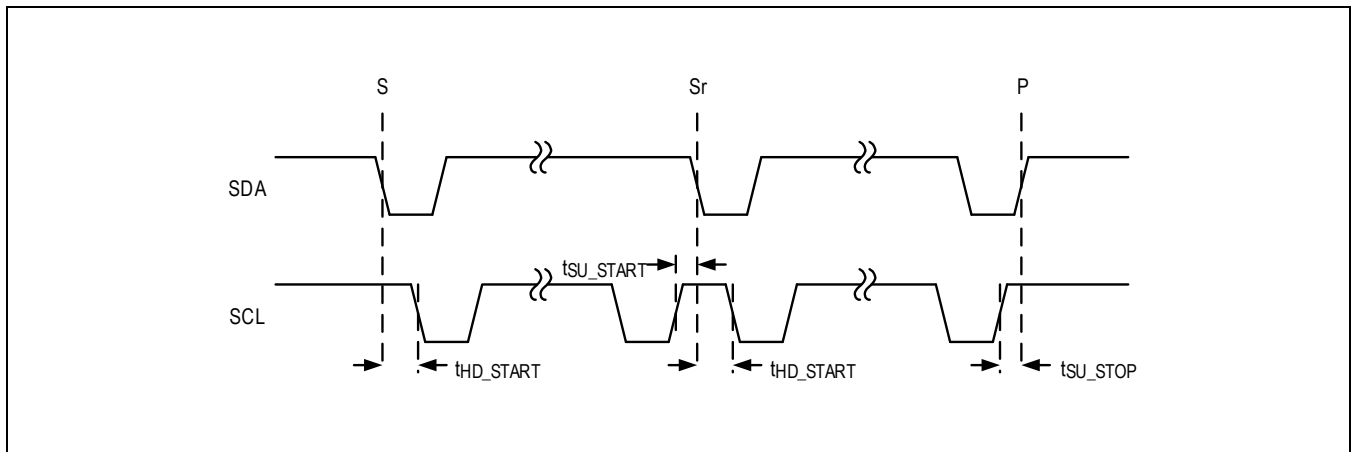 S Sr P
SDA
tSU_START
SCL
tHD_START tHD_START tSU_STOP